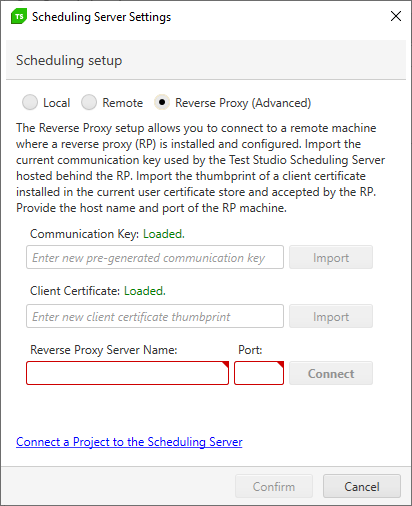 TS Scheduling Server Settings
Scheduling setup
Local Remote Reverse Proxy (Advanced)
The Reverse Proxy setup allows you to connect to a remote machine
where a reverse proxy (RP) is installed and configured. Import the
current communication key used by the Test Studio Scheduling Server
hosted behind the RP. Import the thumbprint of a client certificate
installed in the current user certificate store and accepted by the RP.
Provide the host name and port of the RP machine.
Communication Key: Loaded.
Enter new pre-generated communication key Import
Client Certificate: Loaded.
Enter new client certificate thumbprint Import
Reverse Proxy Server Name: Port:
Connect
Connect a Project to the Scheduling Server
Confirm Cancel